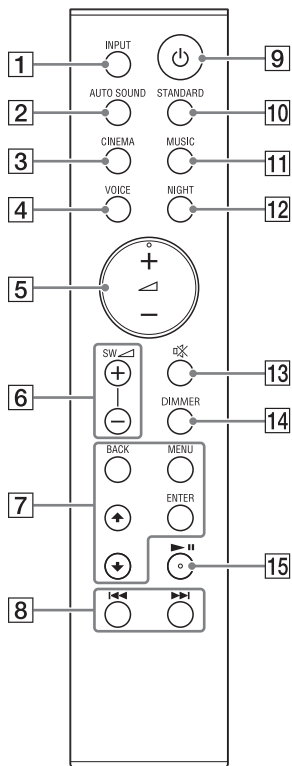 INPUT
1
9
AUTO SOUND STANDARD
2
10
CINEMA MUSIC
3
11
VOICE NIGHT
4
12
+
5
−
SW
+
6
−
13
DIMMER
14
BACK MENU
7
ENTER
15
8